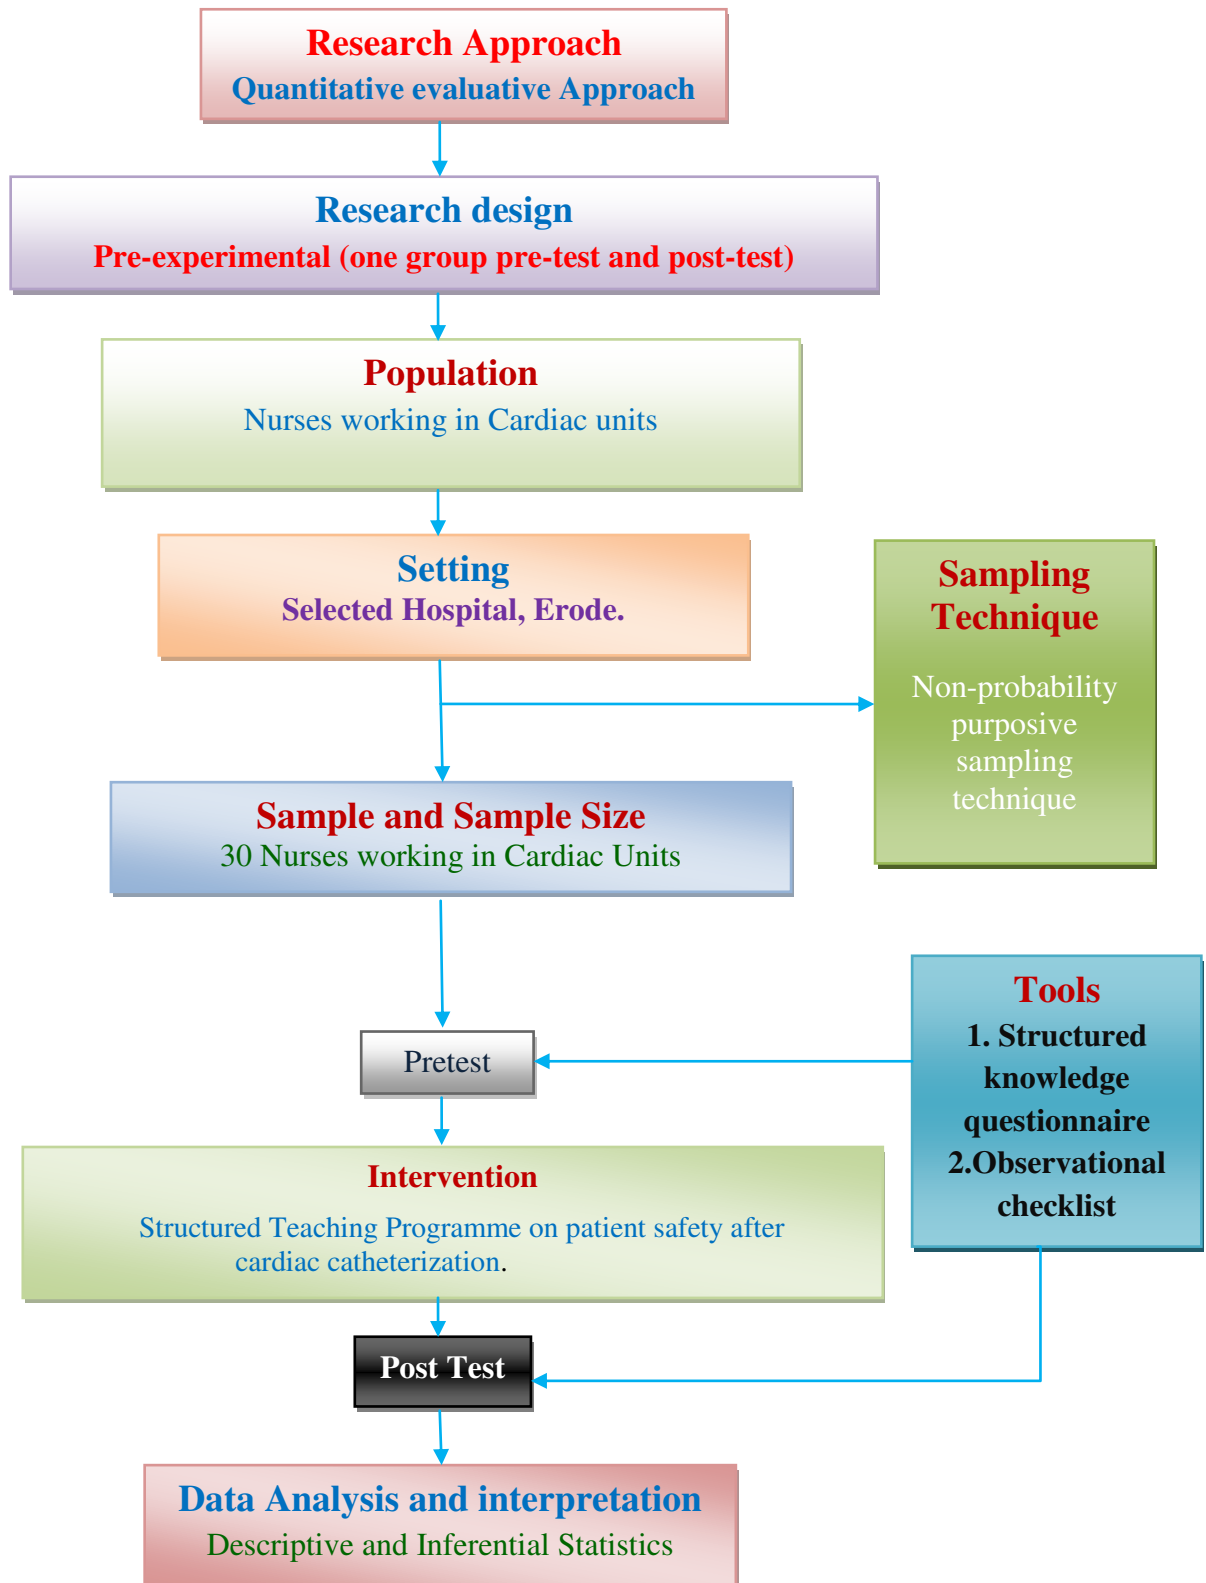 Research Approach
Quantitative evaluative Approach
Research design
Pre-experimental (one group pre-test and post-test)
Population
Nurses working in Cardiac units
Setting
Selected Hospital, Erode.
Sampling
Technique
Non-probability
purposive
sampling
technique
Sample and Sample Size
30 Nurses working in Cardiac Units
Tools
1. Structured
knowledge
questionnaire
2.Observational
checklist
Pretest
Intervention
Structured Teaching Programme on patient safety after
cardiac catheterization.
Post Test
Data Analysis and interpretation
Descriptive and Inferential Statistics